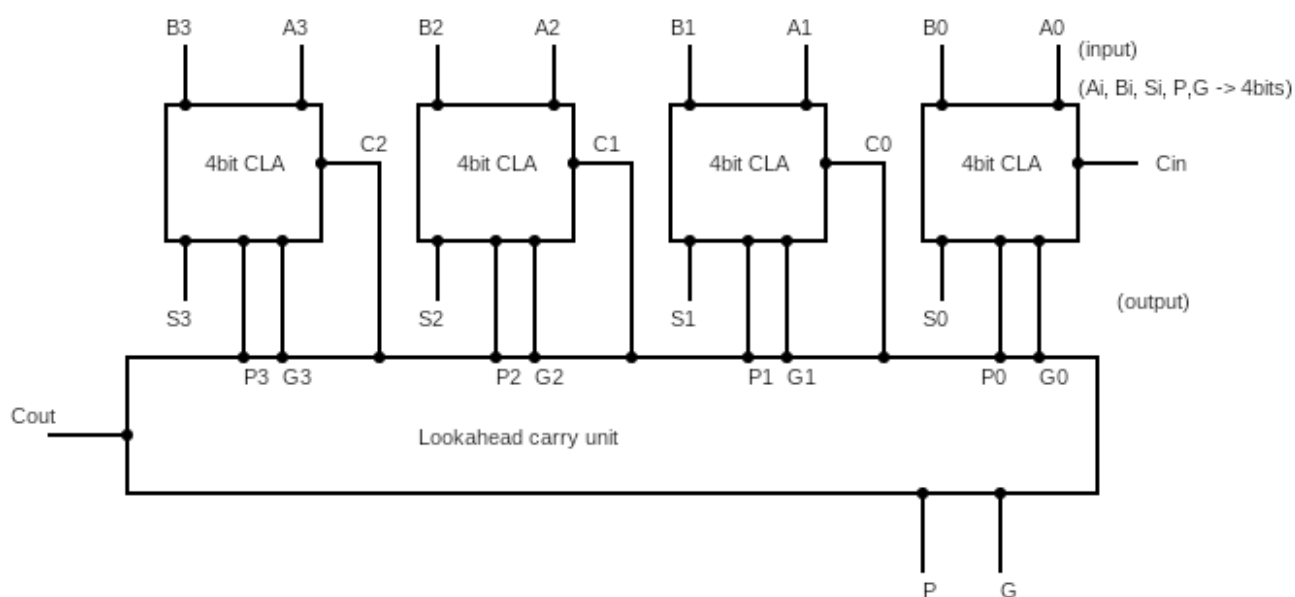 B3 A3 B2 A2 B1 A1 B0 A0
(input)
(Ai, Bi, Si, P,G -> 4bits)
4bit CLA C2 4bit CLA C1 4bit CLA C0 4bit CLA Cin
(output)
S3 S2 S1 S0
P3 G3 P2 G2 P1 G1 P0 G0
Cout
Lookahead carry unit
P G